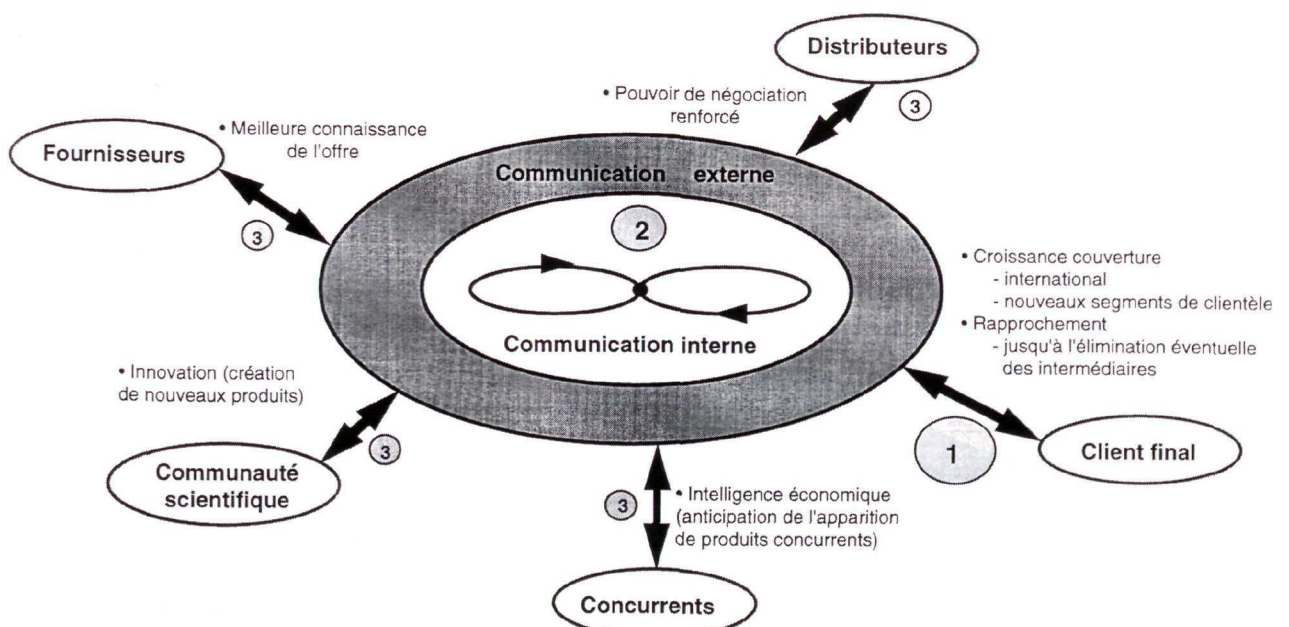 Distributeurs
• Pouvoir de négociation
renforcé
3
• Meilleure connaissance
de l'offre
Fournisseurs
3
Communication externe
2
Communication interne
• Croissance couverture
- international
- nouveaux segments de clientèle
• Rapprochement
- jusqu'à l'élimination éventuelle
des intermédiaires
1
Client final
• Innovation (création
de nouveaux produits)
3
Communauté
scientifique
3
• Intelligence économique
(anticipation de l'apparition
de produits concurrents)
Concurrents